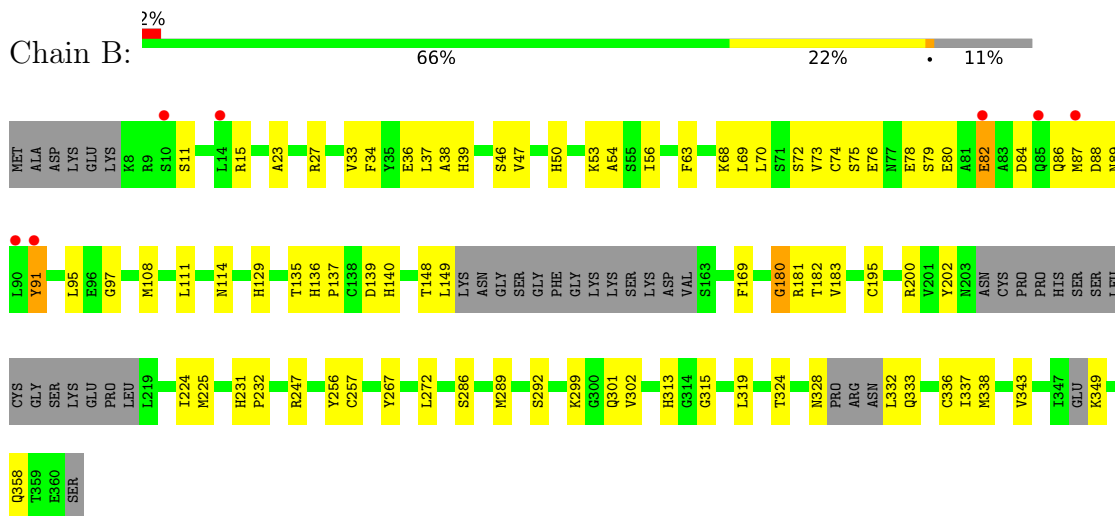 2%
Chain B:
66% 22% • 11%
MET ALA ASP LYS GLU LYS K8 R9 S10 S11 L14 R15 A23 R27 V33 F34 Y35 E36 L37 A38 H39 S46 V47 H50 K53 A54 S55 I56 F63 K68 L69 L70 S71 S72 V73 C74 S75 E76 N77 E78 S79 E80 A81 E82 A83 D84 Q85 Q86 M87 D88 N89
L90 Y91 L95 E96 G97 M108 L111 N114 H129 T135 H136 P137 C138 D139 H140 T148 L149 LYS ASN GLY SER GLY PHE GLY LYS LYS SER LYS ASP VAL S163 F169 G180 R181 T182 V183 C195 R200 V201 Y202 N203 ASN CYS PRO PRO HIS SER SER LEU
CYS GLY SER LYS GLU PRO LEU L219 I224 M225 H231 P232 R247 Y256 C257 Y267 L272 S286 M289 S292 K299 G300 Q301 V302 H313 G314 G315 L319 T324 N328 PRO ARG ASN L332 Q333 C336 I337 M338 V343 I347 GLU K349
Q358 T359 E360 SER